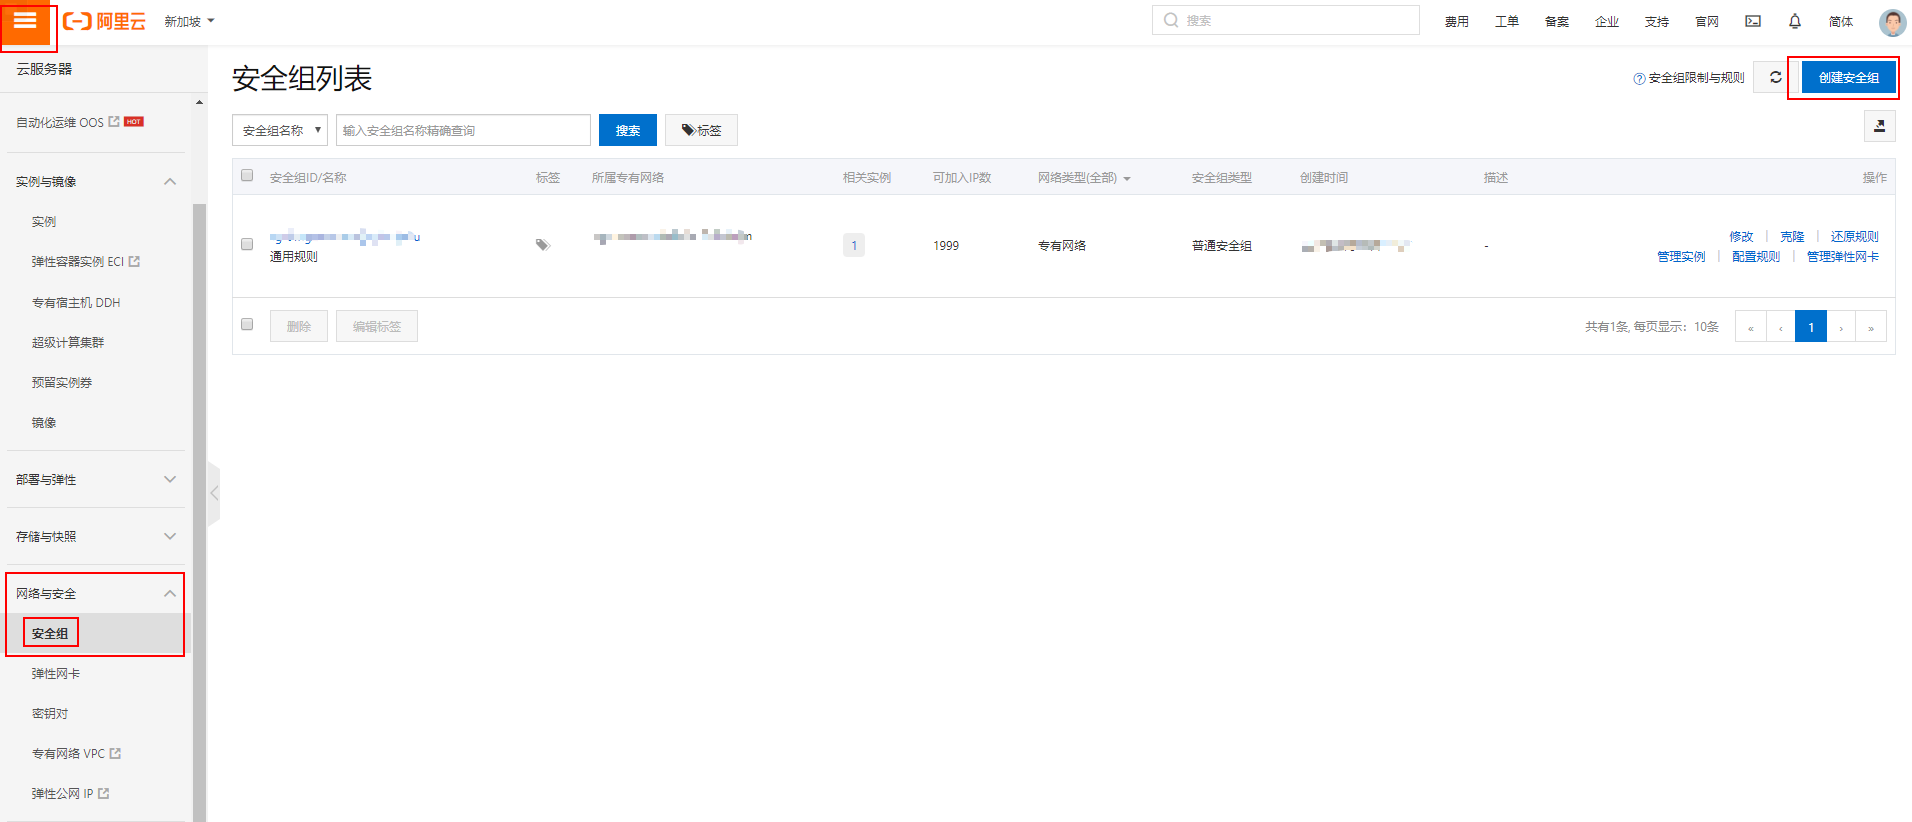 阿里云
新加坡
搜索
费用
工单
备案
企业
支持
官网
简体
云服务器
自动化运维 OOS HOT
实例与镜像
实例
弹性容器实例 ECI
专有宿主机 DDH
超级计算集群
预留实例券
镜像
部署与弹性
存储与快照
网络与安全
安全组
弹性网卡
密钥对
专有网络 VPC
弹性公网 IP
安全组列表
安全组限制与规则
创建安全组
安全组名称
输入安全组名称精确查询
搜索
标签
安全组ID/名称
标签
所属专有网络
相关实例
可加入IP数
网络类型(全部)
安全组类型
创建时间
描述
操作
通用规则
1
1999
专有网络
普通安全组
-
修改 | 克隆 | 还原规则
管理实例 | 配置规则 | 管理弹性网卡
删除
编辑标签
共有1条, 每页显示：10条
« ‹ 1 › »